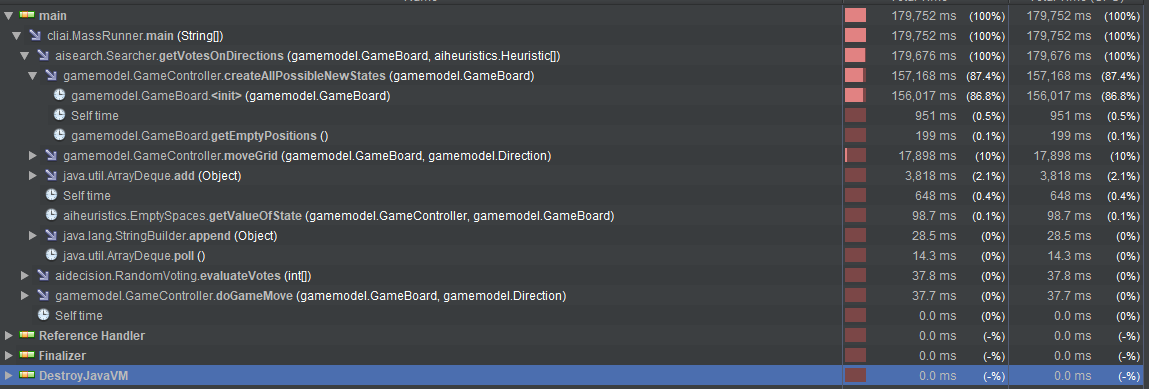 main 179,752 ms (100%) 179,752 ms (100%)
cliai.MassRunner.main (String[]) 179,752 ms (100%) 179,752 ms (100%)
aisearch.Searcher.getVotesOnDirections (gamemodel.GameBoard, aiheuristics.Heuristic[]) 179,676 ms (100%) 179,676 ms (100%)
gamemodel.GameController.createAllPossibleNewStates (gamemodel.GameBoard) 157,168 ms (87.4%) 157,168 ms (87.4%)
gamemodel.GameBoard.<init> (gamemodel.GameBoard) 156,017 ms (86.8%) 156,017 ms (86.8%)
Self time 951 ms (0.5%) 951 ms (0.5%)
gamemodel.GameBoard.getEmptyPositions () 199 ms (0.1%) 199 ms (0.1%)
gamemodel.GameController.moveGrid (gamemodel.GameBoard, gamemodel.Direction) 17,898 ms (10%) 17,898 ms (10%)
java.util.ArrayDeque.add (Object) 3,818 ms (2.1%) 3,818 ms (2.1%)
Self time 648 ms (0.4%) 648 ms (0.4%)
aiheuristics.EmptySpaces.getValueOfState (gamemodel.GameController, gamemodel.GameBoard) 98.7 ms (0.1%) 98.7 ms (0.1%)
java.lang.StringBuilder.append (Object) 28.5 ms (0%) 28.5 ms (0%)
java.util.ArrayDeque.poll () 14.3 ms (0%) 14.3 ms (0%)
aidecision.RandomVoting.evaluateVotes (int[]) 37.8 ms (0%) 37.8 ms (0%)
gamemodel.GameController.doGameMove (gamemodel.GameBoard, gamemodel.Direction) 37.7 ms (0%) 37.7 ms (0%)
Self time 0.0 ms (0%) 0.0 ms (0%)
Reference Handler 0.0 ms (-%) 0.0 ms (-%)
Finalizer 0.0 ms (-%) 0.0 ms (-%)
DestroyJavaVM 0.0 ms (-%) 0.0 ms (-%)